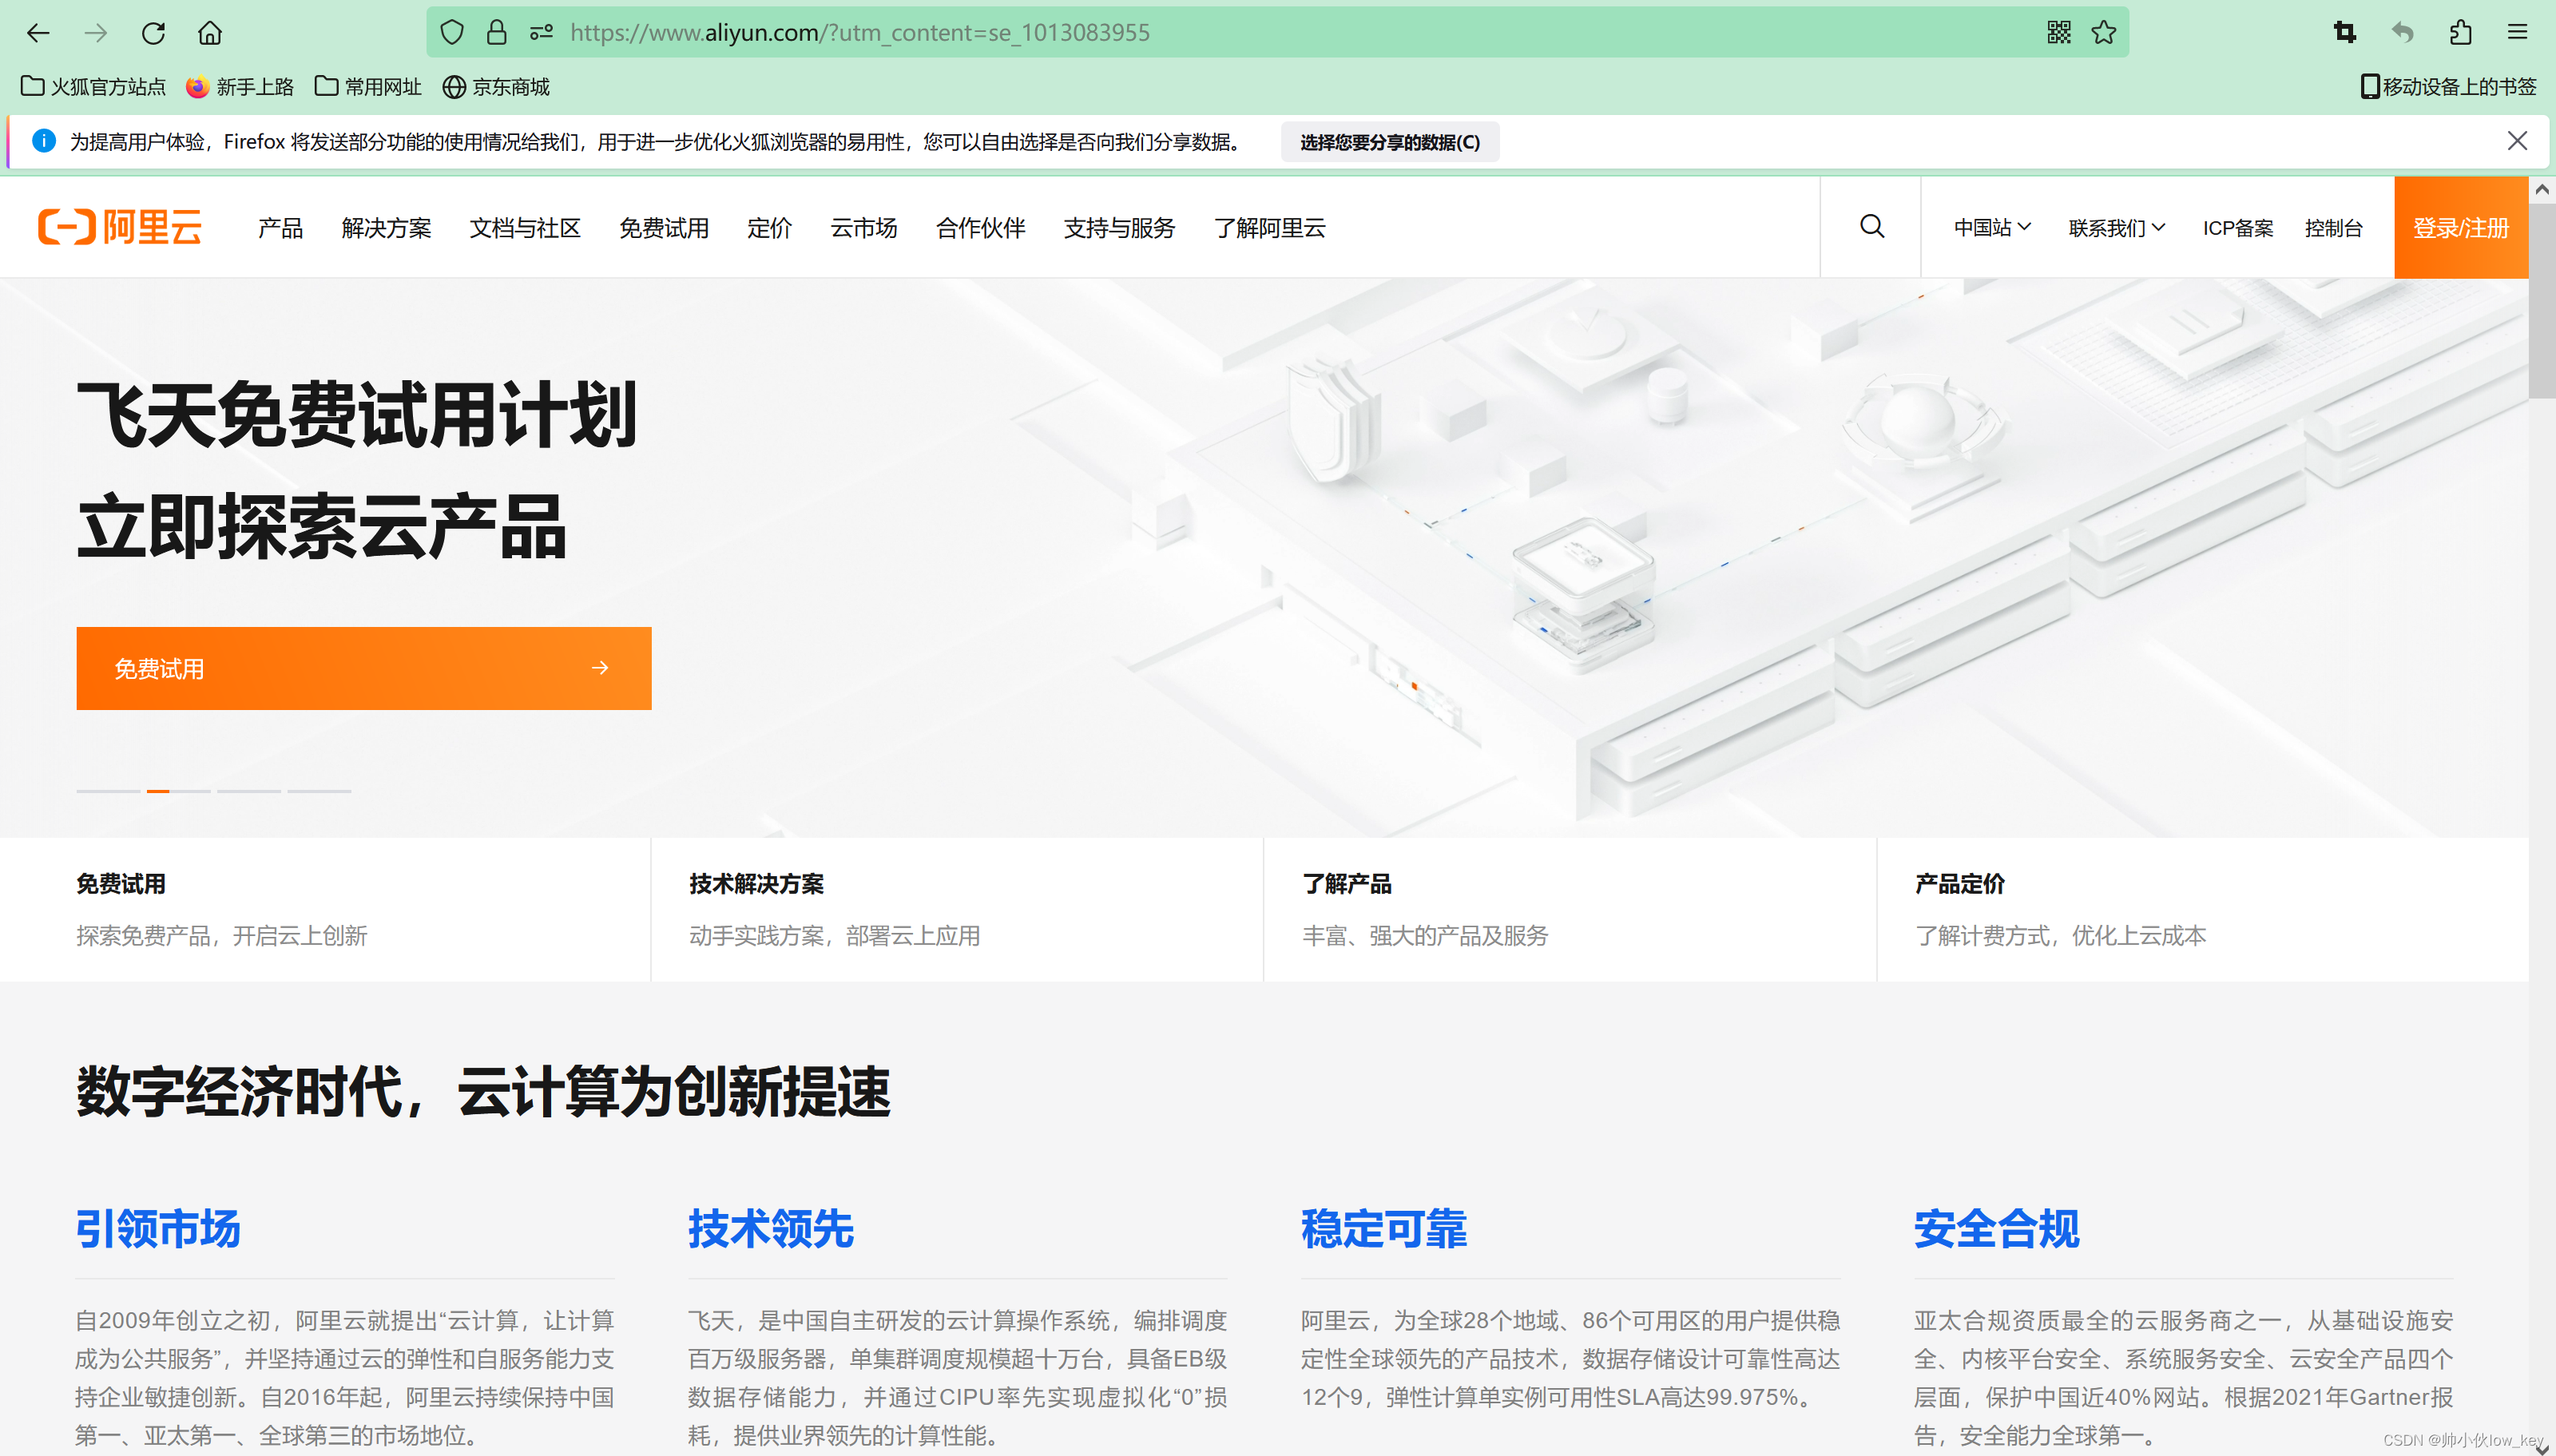 https://www.aliyun.com/?utm_content=se_1013083955
火狐官方站点 新手上路 常用网址 京东商城 移动设备上的书签
为提高用户体验，Firefox 将发送部分功能的使用情况给我们，用于进一步优化火狐浏览器的易用性，您可以自由选择是否向我们分享数据。 选择您要分享的数据(C)
阿里云 产品 解决方案 文档与社区 免费试用 定价 云市场 合作伙伴 支持与服务 了解阿里云 中国站 联系我们 ICP备案 控制台 登录/注册
飞天免费试用计划
立即探索云产品
免费试用
免费试用
探索免费产品，开启云上创新
技术解决方案
动手实践方案，部署云上应用
了解产品
丰富、强大的产品及服务
产品定价
了解计费方式，优化上云成本
数字经济时代，云计算为创新提速
引领市场
自2009年创立之初，阿里云就提出“云计算，让计算
成为公共服务”，并坚持通过云的弹性和自服务能力支
持企业敏捷创新。自2016年起，阿里云持续保持中国
第一、亚太第一、全球第三的市场地位。
技术领先
飞天，是中国自主研发的云计算操作系统，编排调度
百万级服务器，单集群调度规模超十万台，具备EB级
数据存储能力，并通过CIPU率先实现虚拟化“0”损
耗，提供业界领先的计算性能。
稳定可靠
阿里云，为全球28个地域、86个可用区的用户提供稳
定性全球领先的产品技术，数据存储设计可靠性高达
12个9，弹性计算单实例可用性SLA高达99.975%。
安全合规
亚太合规资质最全的云服务商之一，从基础设施安
全、内核平台安全、系统服务安全、云安全产品四个
层面，保护中国近40%网站。根据2021年Gartner报
告，安全能力全球第一。
CSDN @帅小伙low_key